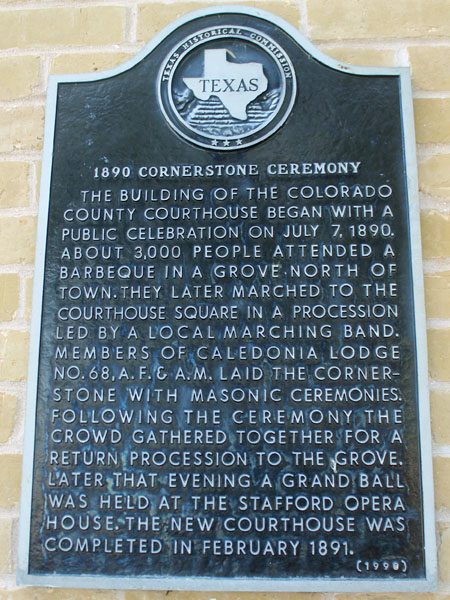 TEXAS HISTORICAL COMMISSION
TEXAS
1890 CORNERSTONE CEREMONY
THE BUILDING OF THE COLORADO
COUNTY COURTHOUSE BEGAN WITH A
PUBLIC CELEBRATION ON JULY 7, 1890.
ABOUT 3,000 PEOPLE ATTENDED A
BARBEQUE IN A GROVE NORTH OF
TOWN. THEY LATER MARCHED TO THE
COURTHOUSE SQUARE IN A PROCESSION
LED BY A LOCAL MARCHING BAND.
MEMBERS OF CALEDONIA LODGE
NO. 68, A.F. & A.M. LAID THE CORNER-
STONE WITH MASONIC CEREMONIES.
FOLLOWING THE CEREMONY THE
CROWD GATHERED TOGETHER FOR A
RETURN PROCESSION TO THE GROVE.
LATER THAT EVENING A GRAND BALL
WAS HELD AT THE STAFFORD OPERA
HOUSE. THE NEW COURTHOUSE WAS
COMPLETED IN FEBRUARY 1891.
(1990)